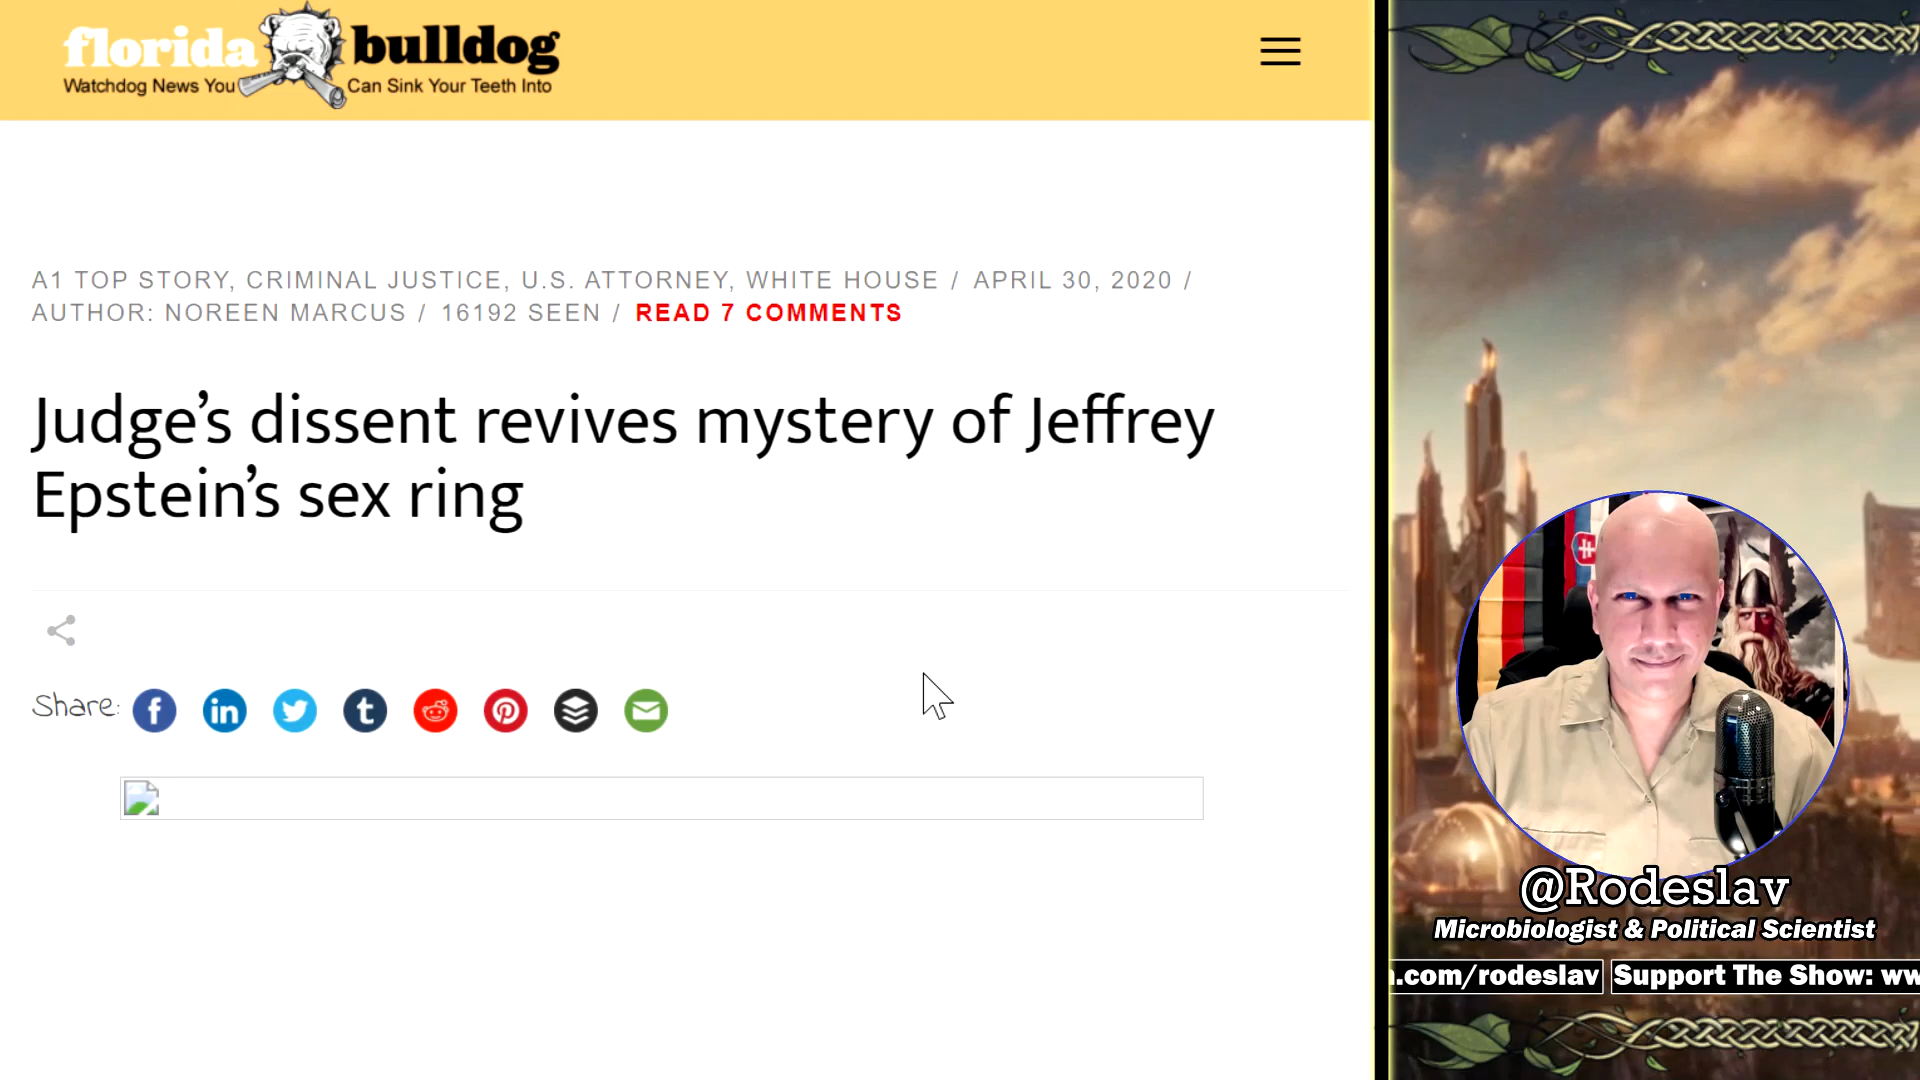 florida bulldog
Watchdog News You Can Sink Your Teeth Into
A1 TOP STORY, CRIMINAL JUSTICE, U.S. ATTORNEY, WHITE HOUSE / APRIL 30, 2020 /
AUTHOR: NOREEN MARCUS / 16192 SEEN / READ 7 COMMENTS
Judge’s dissent revives mystery of Jeffrey
Epstein’s sex ring
Share:
@Rodeslav
Microbiologist & Political Scientist
.com/rodeslav Support The Show: ww